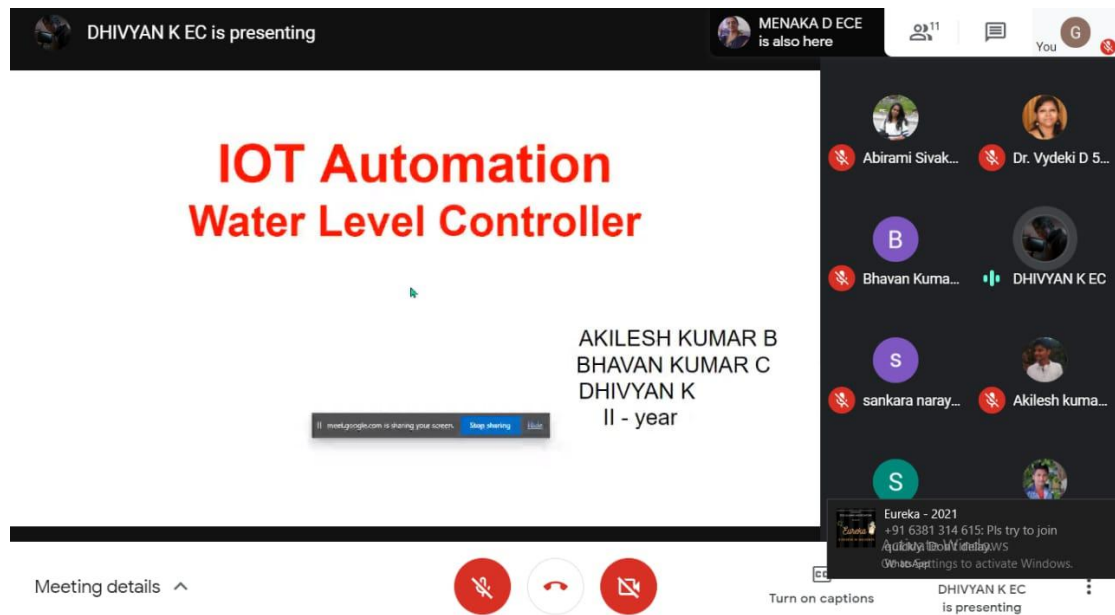 DHIVYAN K EC is presenting
MENAKA D ECE
is also here
11
You
G
IOT Automation
Water Level Controller
AKILESH KUMAR B
BHAVAN KUMAR C
DHIVYAN K
II - year
meet.google.com is sharing your screen.
Stop sharing
Hide
Abirami Sivak...
Dr. Vydeki D 5...
B
Bhavan Kuma...
DHIVYAN K EC
s
sankara naray...
Akilesh kuma...
S
Eureka
Eureka - 2021
+91 6381 314 615: Pls try to join
quickly. Don't delay.
WhatsApp
Activate Windows
Settings to activate Windows.
Meeting details
Turn on captions
DHIVYAN K EC
is presenting